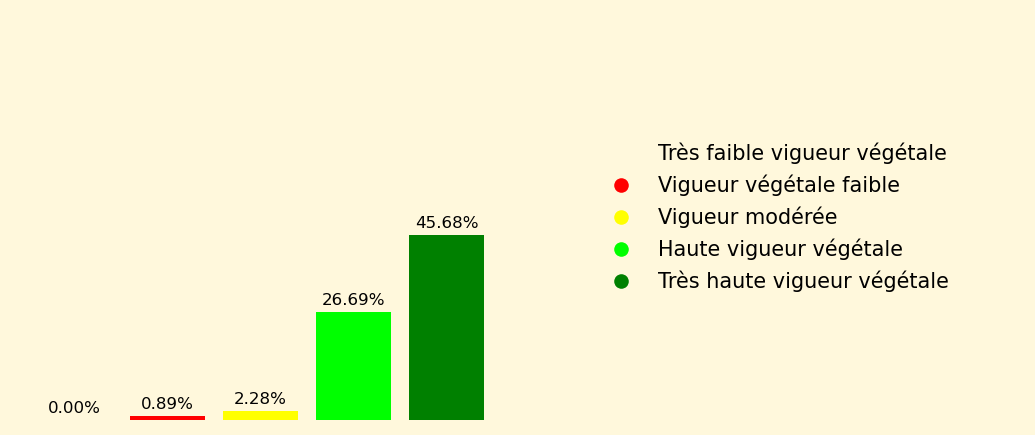 0.00%
0.89%
2.28%
26.69%
45.68%
Très faible vigueur végétale
Vigueur végétale faible
Vigueur modérée
Haute vigueur végétale
Très haute vigueur végétale